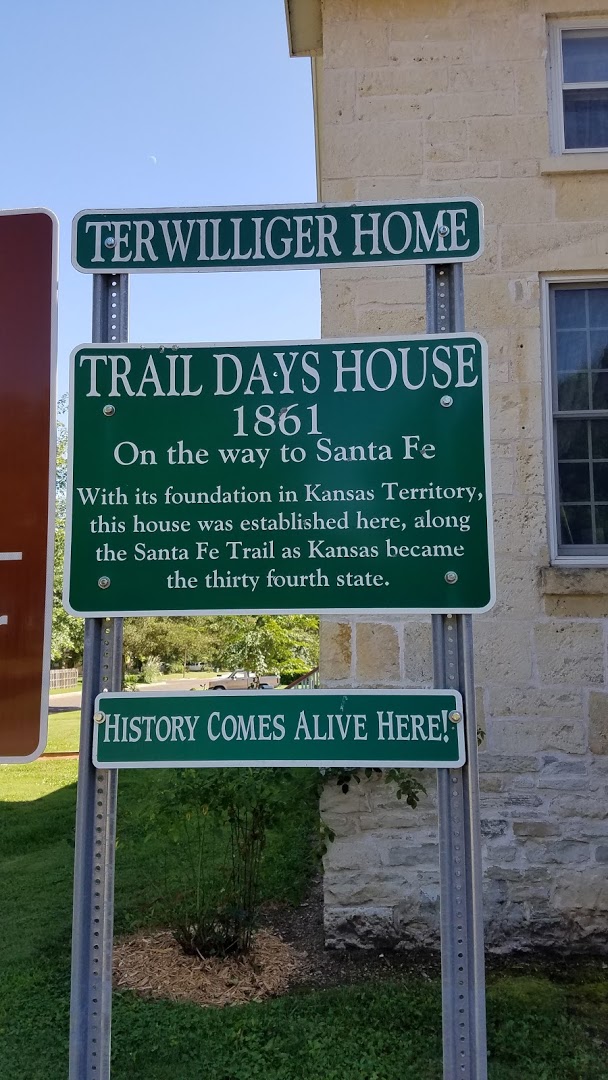 TERWILLIGER HOME
TRAIL DAYS HOUSE
1861
On the way to Santa Fe
With its foundation in Kansas Territory,
this house was established here, along
the Santa Fe Trail as Kansas became
the thirty fourth state.
HISTORY COMES ALIVE HERE!